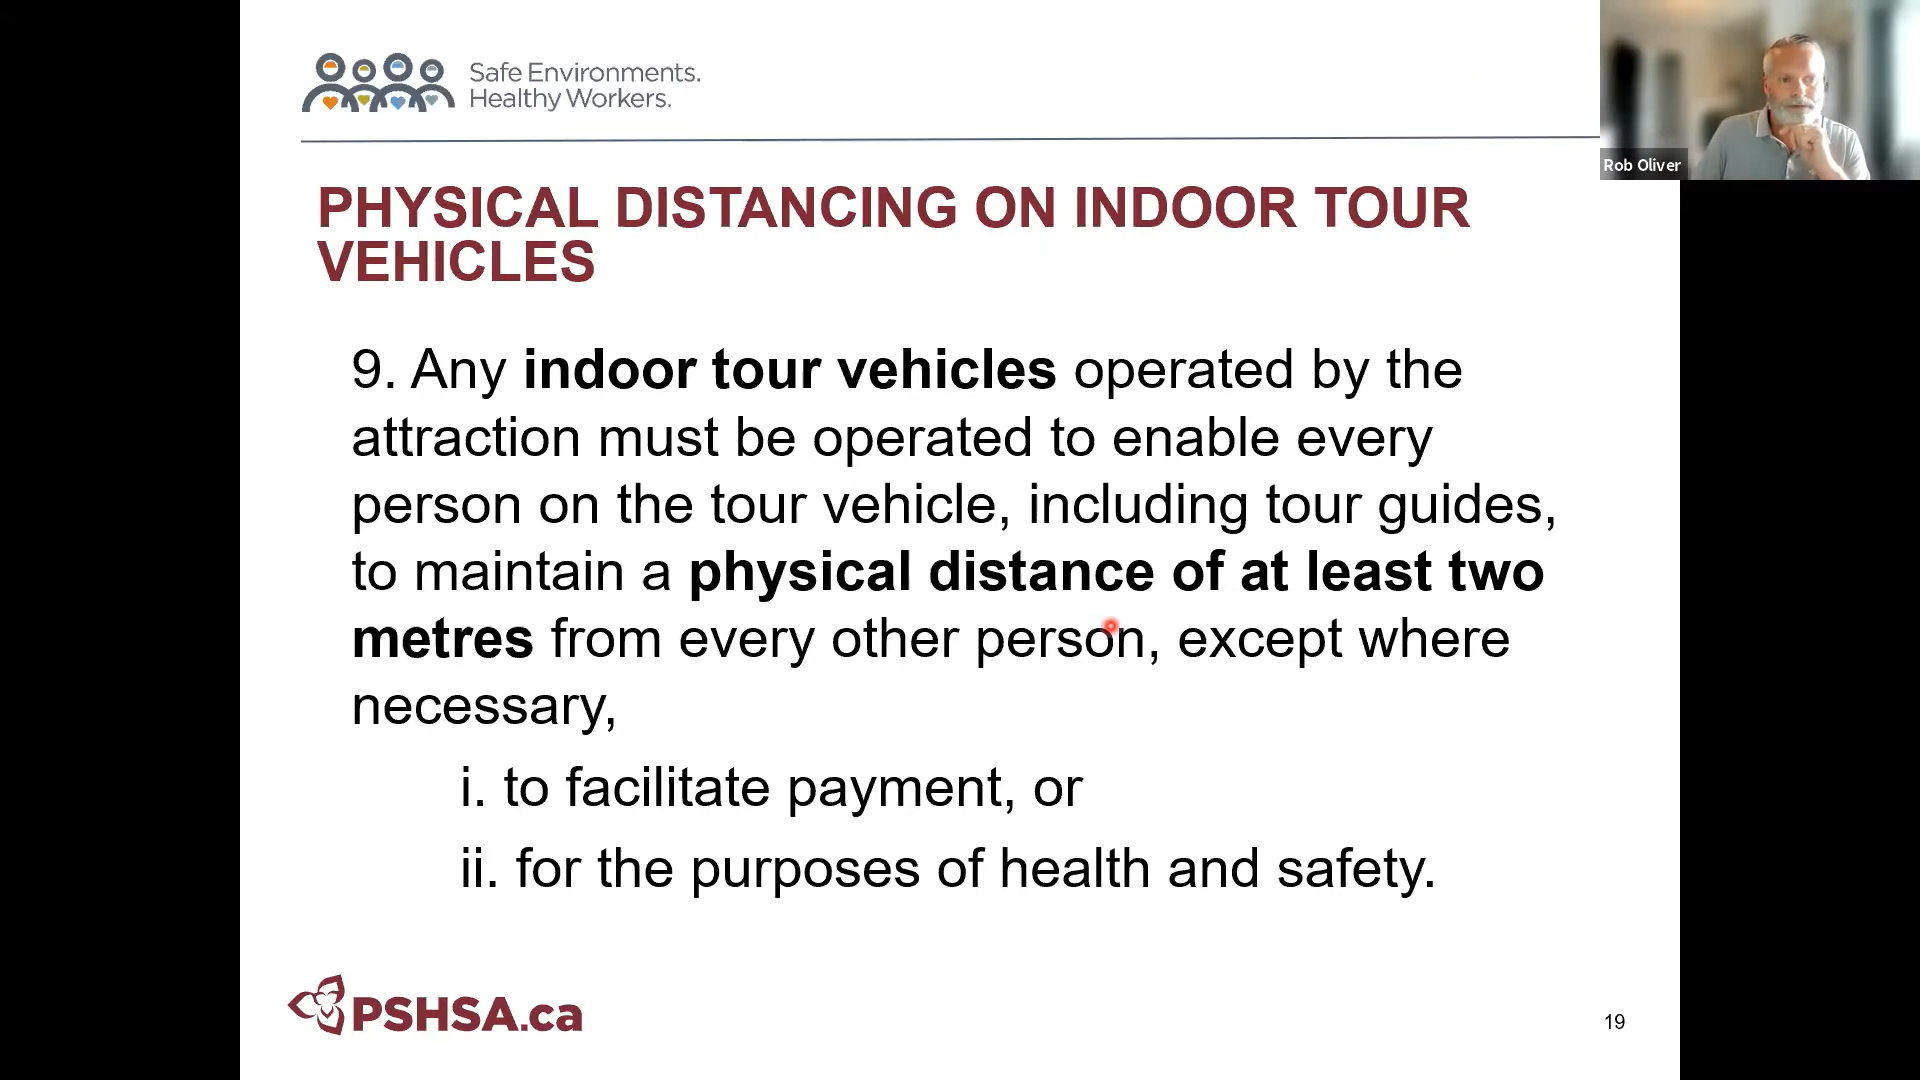 Safe Environments.
Healthy Workers.
Rob Oliver
PHYSICAL DISTANCING ON INDOOR TOUR
VEHICLES
9. Any indoor tour vehicles operated by the
attraction must be operated to enable every
person on the tour vehicle, including tour guides,
to maintain a physical distance of at least two
metres from every other person, except where
necessary,
i. to facilitate payment, or
ii. for the purposes of health and safety.
PSHSA.ca
19